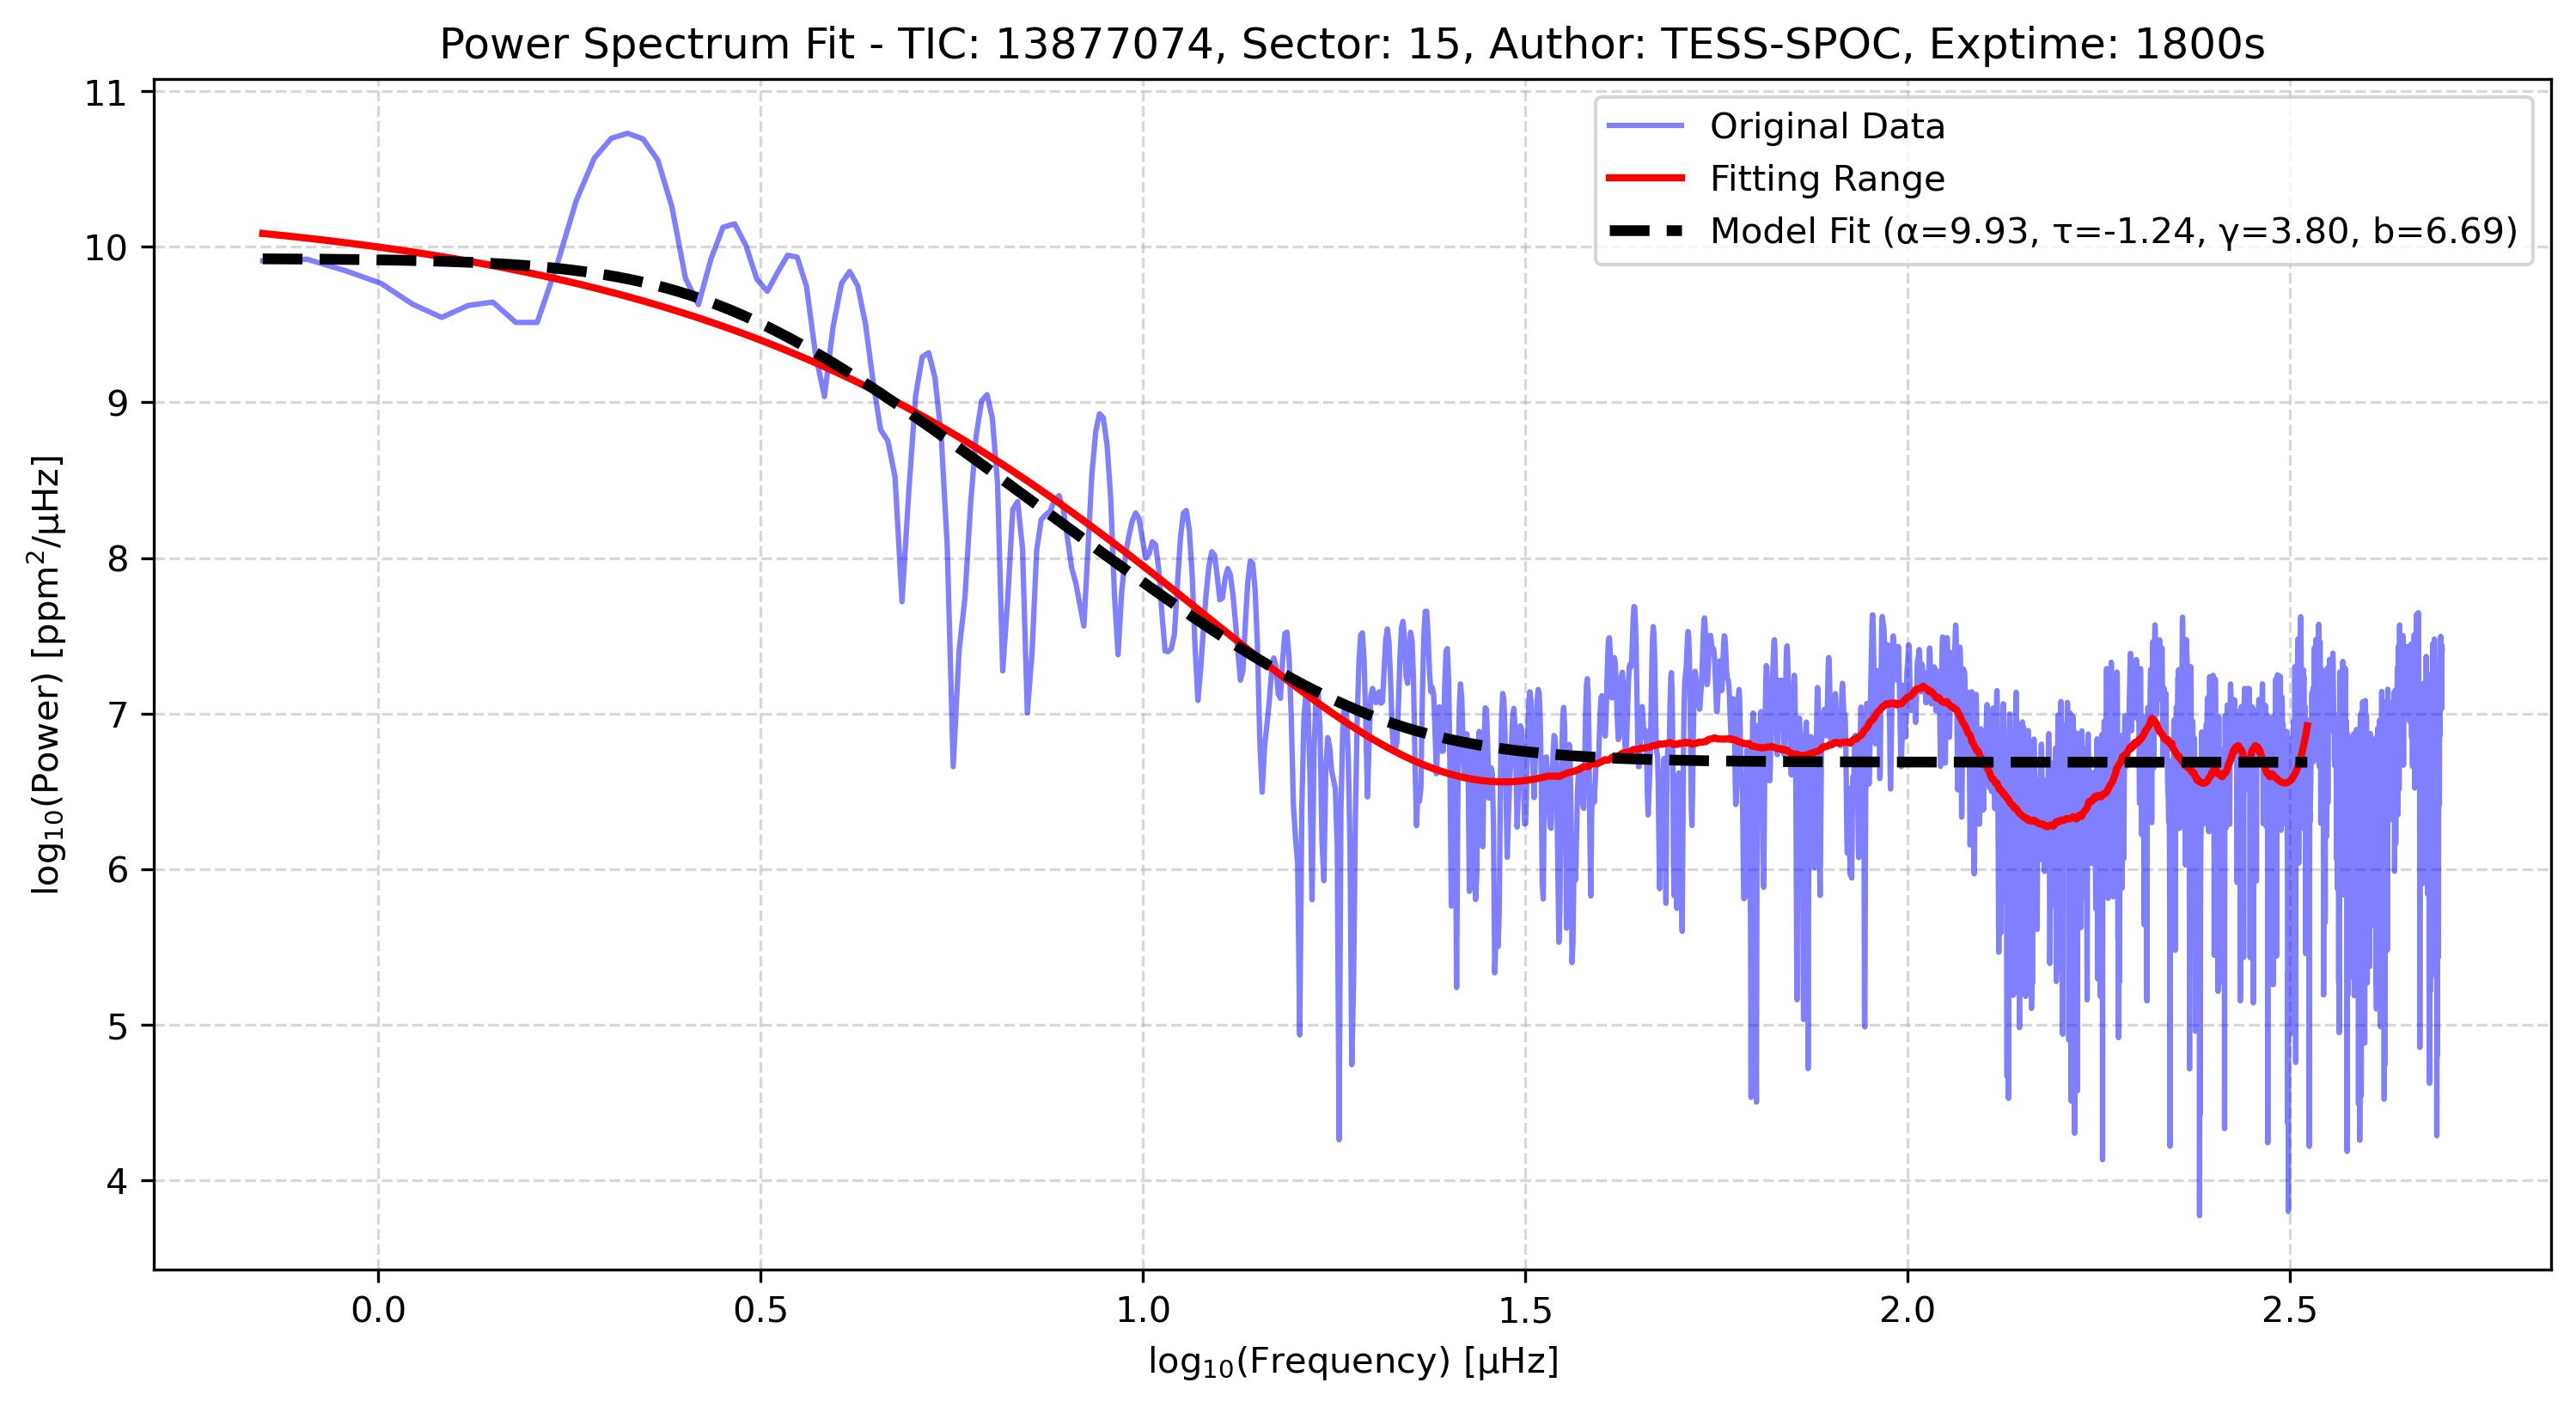 Power Spectrum Fit - TIC: 13877074, Sector: 15, Author: TESS-SPOC, Exptime: 1800s
Original Data
Fitting Range
Model Fit (α=9.93, τ=-1.24, γ=3.80, b=6.69)
log₁₀(Power) [ppm²/μHz]
11
10
9
8
7
6
5
4
0.0 0.5 1.0 1.5 2.0 2.5
log₁₀(Frequency) [μHz]